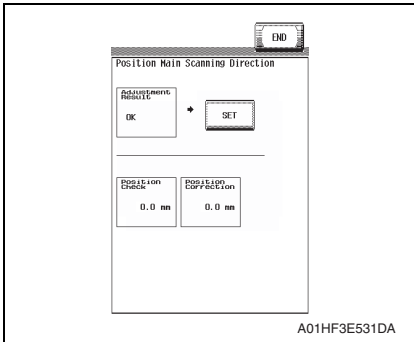 END
Position Main Scanning Direction
Adjustment
Result
OK
SET
Position
Check
0.0 mm
Position
Correction
0.0 mm
A01HF3E531DA